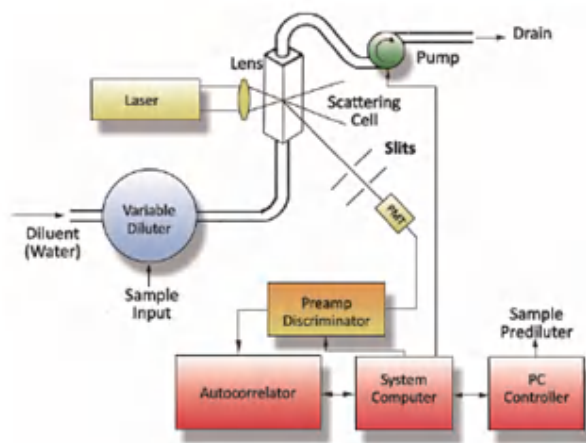 Drain
Pump
Lens
Laser
Scattering
Cell
Slits
PMT
Variable
Diluter
Diluent
(Water)
Sample
Input
Preamp
Discriminator
Sample
Prediluter
Autocorrelator
System
Computer
PC
Controller